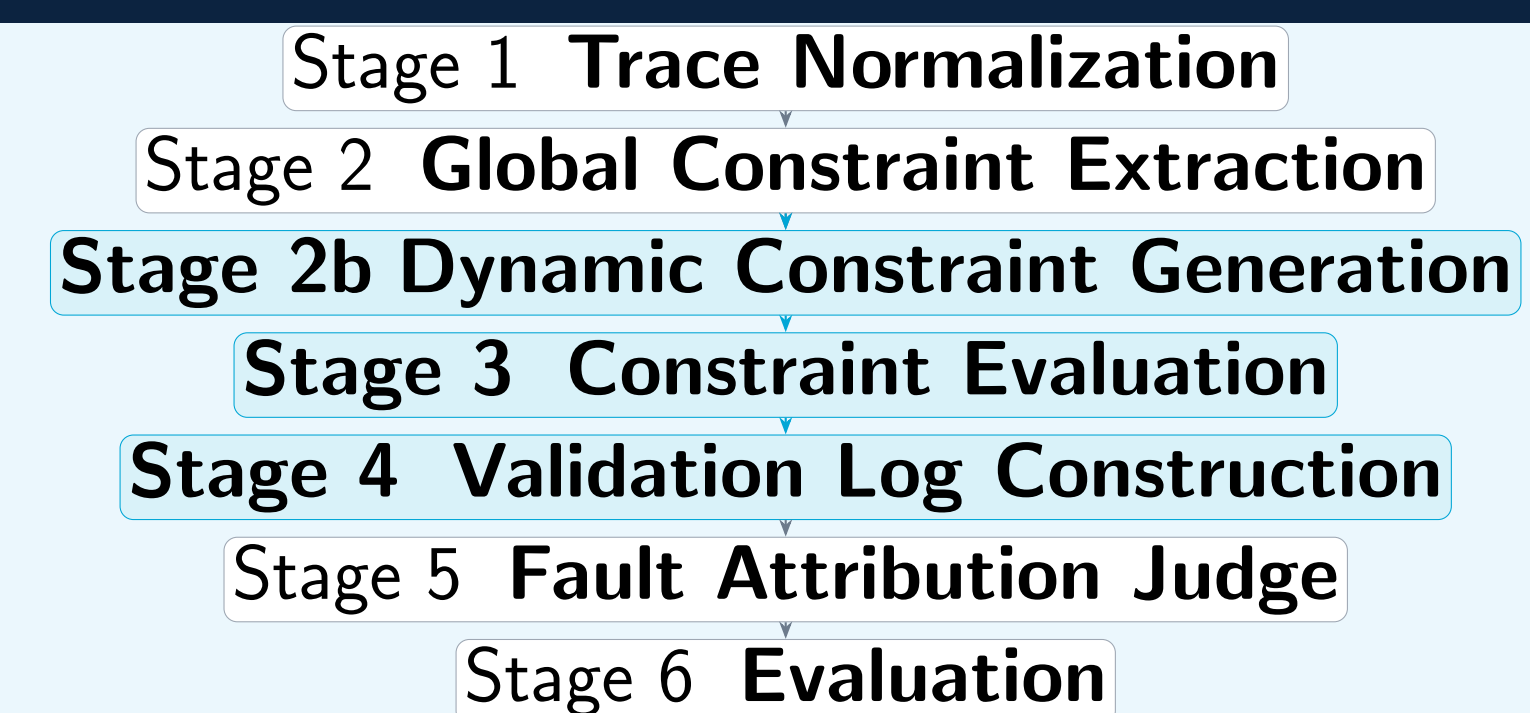 Stage 1 Trace Normalization
Stage 2 Global Constraint Extraction
Stage 2b Dynamic Constraint Generation
Stage 3 Constraint Evaluation
Stage 4 Validation Log Construction
Stage 5 Fault Attribution Judge
Stage 6 Evaluation